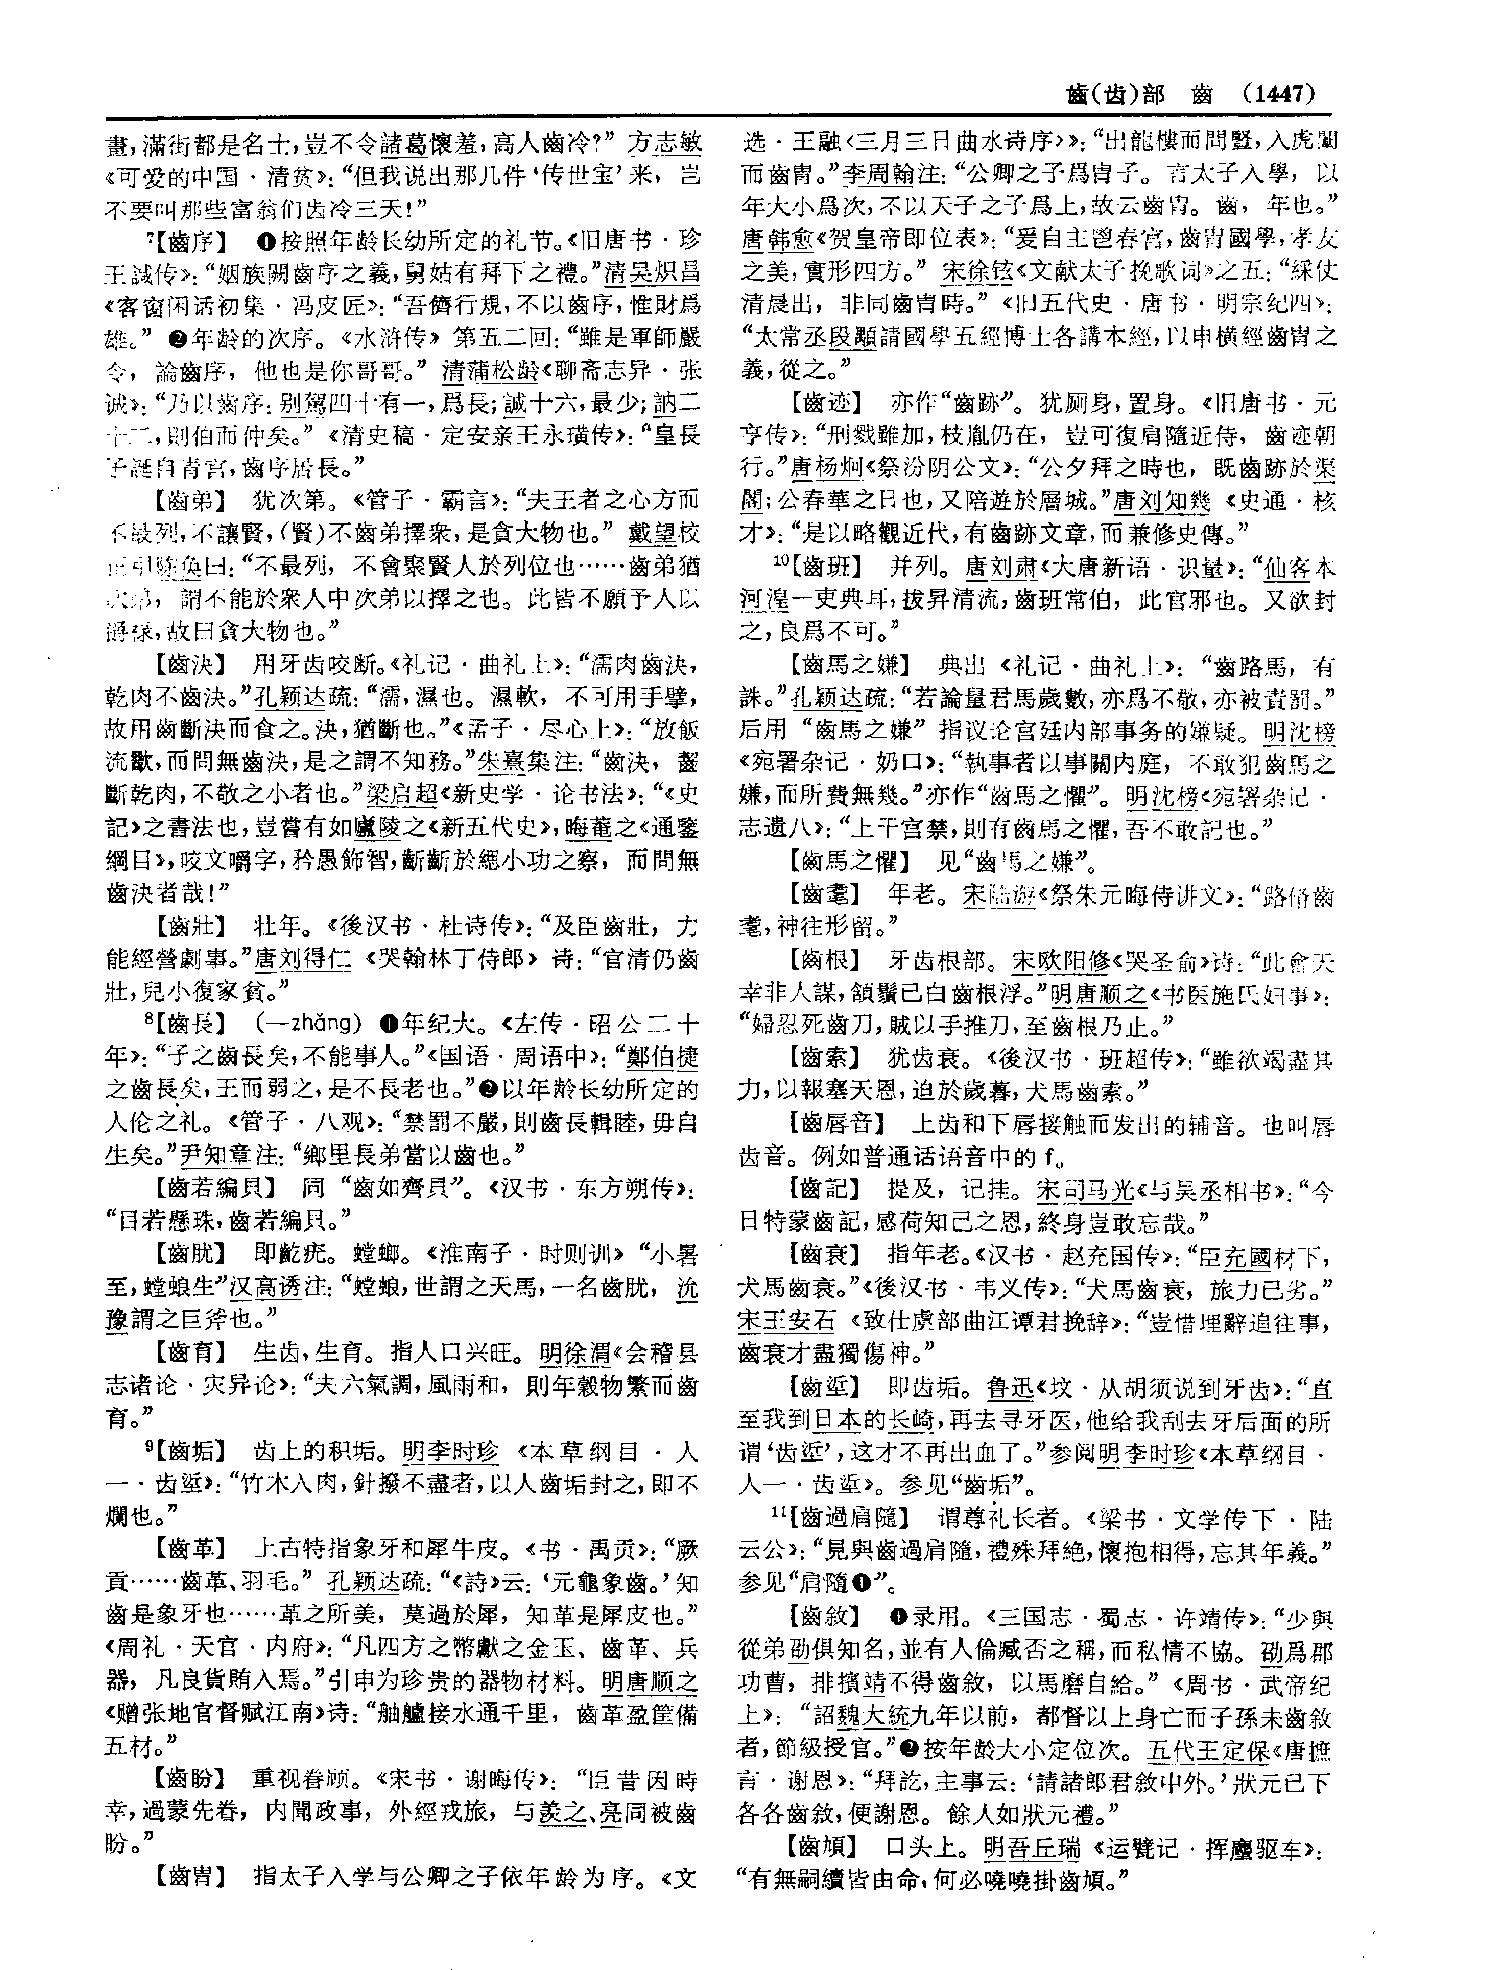 齒(齿)部　齒　(1447)
畫，滿街都是名士，豈不令諸葛懷羞，高人齒冷？”方志敏
《可爱的中国·清贫》：“但我说出那几件‘传世宝’来，岂
不要叫那些富翁们齿冷三天！”
7【齒序】　❶按照年龄长幼所定的礼节。《旧唐书·珍
王諴传》：“姻族闕齒序之義，舅姑有拜下之禮。”清吴炽昌
《客窗闲话初集·冯皮匠》：“吾儕行規，不以齒序，惟財爲
雄。”❷年龄的次序。《水浒传》第五二回：“雖是軍師嚴
令，論齒序，他也是你哥哥。”清蒲松龄《聊斋志异·张
诚》：“乃以齒序：别駕四十有一，爲長；誠十六，最少；訥二
十二，則伯而仲矣。”《清史稿·定安亲王永璜传》：“皇長
子誕自青宫，齒序居長。”
【齒弟】　犹次第。《管子·霸言》：“夫王者之心方而
不最列，不讓賢，(賢)不齒弟擇衆，是貪大物也。”戴望校
正引陈奂曰：“不最列，不會聚賢人於列位也……齒弟猶
次第，謂不能於衆人中次弟以擇之也。此皆不願予人以
爵禄，故曰貪大物也。”
【齒決】　用牙齿咬断。《礼记·曲礼上》：“濡肉齒決，
乾肉不齒決。”孔颖达疏：“濡，濕也。濕軟，不可用手擘，
故用齒斷決而食之。決，猶斷也。”《孟子·尽心上》：“放飯
流歠，而問無齒決，是之謂不知務。”朱熹集注：“齒決，齧
斷乾肉，不敬之小者也。”梁启超《新史学·论书法》：“《史
記》之書法也，豈嘗有如廬陵之《新五代史》，晦菴之《通鑒
綱目》，咬文嚼字，矜愚飾智，齗齗於緦小功之察，而問無
齒決者哉！”
【齒壯】　壮年。《後汉书·杜诗传》：“及臣齒壯，力
能經營劇事。”唐刘得仁《哭翰林丁侍郎》诗：“官清仍齒
壯，兒小復家貧。”
8【齒長】　(—zhǎng)❶年纪大。《左传·昭公二十
年》：“子之齒長矣，不能事人。”《国语·周语中》：“鄭伯捷
之齒長矣，王而弱之，是不長老也。”❷以年龄长幼所定的
人伦之礼。《管子·八观》：“禁罰不嚴，則齒長輯睦，毋自
生矣。”尹知章注：“鄉里長弟當以齒也。”
【齒若編貝】　同“齒如齊貝”。《汉书·东方朔传》：
“目若懸珠，齒若編貝。”
【齒肬】　即齕疣。螳螂。《淮南子·时则训》“小暑
至，螳蜋生”汉高诱注：“螳蜋，世謂之天馬，一名齒肬，沇
豫謂之巨斧也。”
【齒育】　生齿，生育。指人口兴旺。明徐渭《会稽县
志诸论·灾异论》：“夫六氣調，風雨和，則年穀物繁而齒
育。”
9【齒垢】　齿上的积垢。明李时珍《本草纲目·人
一·齿垽》：“竹木入肉，針撥不盡者，以人齒垢封之，即不
爛也。”
【齒革】　上古特指象牙和犀牛皮。《书·禹贡》：“厥
貢……齒革、羽毛。”孔颖达疏：“《詩》云：‘元龜象齒。’知
齒是象牙也……革之所美，莫過於犀，知革是犀皮也。”
《周礼·天官·内府》：“凡四方之幣獻之金玉、齒革、兵
器，凡良貨賄入焉。”引申为珍贵的器物材料。明唐顺之
《赠张地官督赋江南》诗：“舳艫接水通千里，齒革盈筐備
五材。”
【齒盼】　重视眷顾。《宋书·谢晦传》：“臣昔因時
幸，過蒙先眷，内聞政事，外經戎旅，与羨之、亮同被齒
盼。”
【齒胄】　指太子入学与公卿之子依年龄为序。《文
选·王融〈三月三日曲水诗序〉》：“出龍樓而問豎，入虎闈
而齒胄。”李周翰注：“公卿之子爲胄子。言太子入學，以
年大小爲次，不以天子之子爲上，故云齒胄。齒，年也。”
唐韩愈《贺皇帝即位表》：“爰自主鬯春宫，齒胄國學，孝友
之美，實形四方。”宋徐铉《文献太子挽歌词》之五：“綵仗
清晨出，非同齒胄時。”《旧五代史·唐书·明宗纪四》：
“太常丞段顒請國學五經博士各講本經，以申横經齒胄之
義，從之。”
【齒迹】　亦作“齒跡”。犹厕身，置身。《旧唐书·元
亨传》：“刑戮雖加，枝胤仍在，豈可復肩隨近侍，齒迹朝
行。”唐杨炯《祭汾阴公文》：“公夕拜之時也，既齒跡於渠
閣；公春華之日也，又陪遊於層城。”唐刘知幾《史通·核
才》：“是以略觀近代，有齒跡文章，而兼修史傳。”
10【齒班】　并列。唐刘肃《大唐新语·识量》：“仙客本
河湟一吏典耳，拔昇清流，齒班常伯，此官邪也。又欲封
之，良爲不可。”
【齒馬之嫌】　典出《礼记·曲礼上》：“齒路馬，有
誅。”孔颖达疏：“若論量君馬歲數，亦爲不敬，亦被責罰。”
后用“齒馬之嫌”指议论宫廷内部事务的嫌疑。明沈榜
《宛署杂记·奶口》：“執事者以事關内庭，不敢犯齒馬之
嫌，而所費無幾。”亦作“齒馬之懼”。明沈榜《宛署杂记·
志遗八》：“上干宫禁，則有齒馬之懼，吾不敢記也。”
【齒馬之懼】　见“齒馬之嫌”。
【齒耄】　年老。宋陆游《祭朱元晦侍讲文》：“路脩齒
耄，神往形留。”
【齒根】　牙齿根部。宋欧阳修《哭圣俞》诗：“此會天
幸非人謀，頷鬚已白齒根浮。”明唐顺之《书医施氏妇事》：
“婦忍死齒刀，賊以手推刀，至齒根乃止。”
【齒索】　犹齿衰。《後汉书·班超传》：“雖欲竭盡其
力，以報塞天恩，迫於歲暮，犬馬齒索。”
【齒唇音】　上齿和下唇接触而发出的辅音。也叫唇
齿音。例如普通话语音中的f。
【齒記】　提及，记挂。宋司马光《与吴丞相书》：“今
日特蒙齒記，感荷知己之恩，終身豈敢忘哉。”
【齒衰】　指年老。《汉书·赵充国传》：“臣充國材下，
犬馬齒衰。”《後汉书·韦义传》：“犬馬齒衰，旅力已劣。”
宋王安石《致仕虞部曲江谭君挽辞》：“豈惜埋辭追往事，
齒衰才盡獨傷神。”
【齒垽】　即齿垢。鲁迅《坟·从胡须说到牙齿》：“直
至我到日本的长崎，再去寻牙医，他给我刮去牙后面的所
谓‘齿垽’，这才不再出血了。”参阅明李时珍《本草纲目·
人一·齿垽》。参见“齒垢”。
11【齒過肩隨】　谓尊礼长者。《梁书·文学传下·陆
云公》：“見與齒過肩隨，禮殊拜絶，懷抱相得，忘其年義。”
参见“肩隨❶”。
【齒敘】　❶录用。《三国志·蜀志·许靖传》：“少與
從弟劭俱知名，並有人倫臧否之稱，而私情不協。劭爲郡
功曹，排擯靖不得齒敘，以馬磨自給。”《周书·武帝纪
上》：“詔魏大統九年以前，都督以上身亡而子孫未齒敘
者，節級授官。”❷按年龄大小定位次。五代王定保《唐摭
言·谢恩》：“拜訖，主事云：‘請諸郎君敘中外。’狀元已下
各各齒敘，便謝恩。餘人如狀元禮。”
【齒頄】　口头上。明吾丘瑞《运甓记·挥麈驱车》：
“有無嗣續皆由命，何必嘵嘵掛齒頄。”